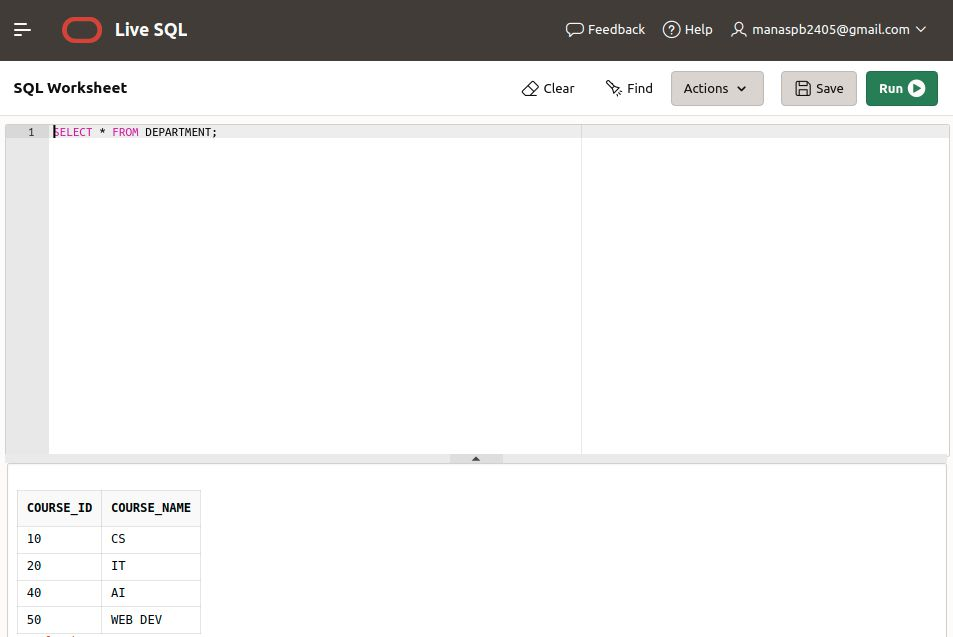 Live SQL
Feedback
Help
manaspb2405@gmail.com
SQL Worksheet
Clear
Find
Actions
Save
Run
1 SELECT * FROM DEPARTMENT;
COURSE_ID COURSE_NAME
10 CS
20 IT
40 AI
50 WEB DEV